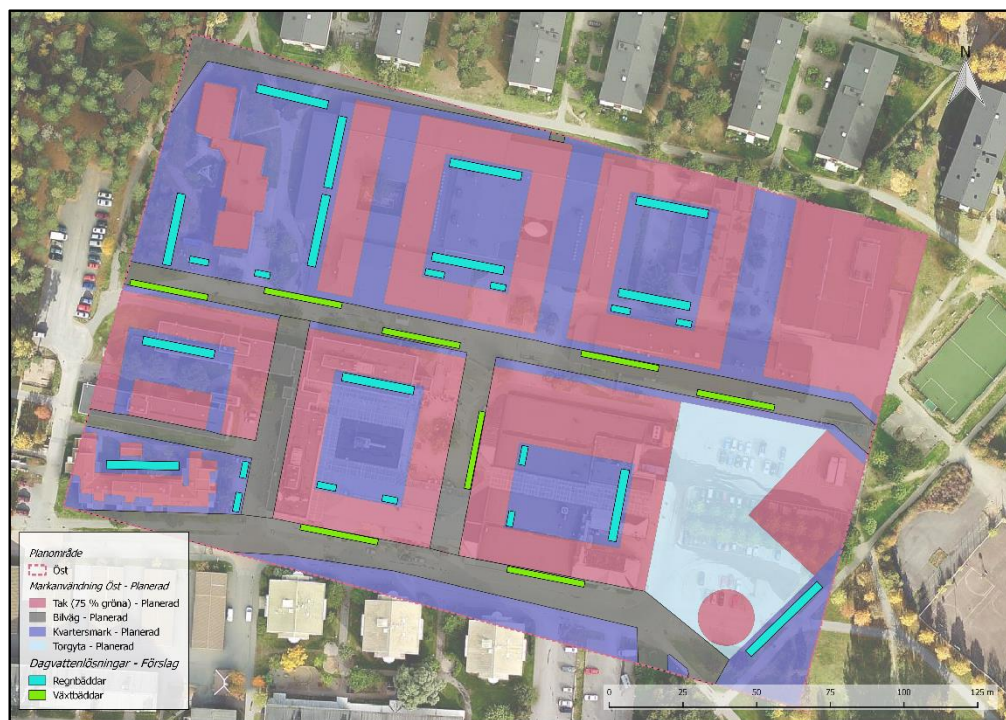 N
Planområde
Öst
Markanvändning Öst - Planerad
Tak (75 % gröna) - Planerad
Bilväg - Planerad
Kvartersmark - Planerad
Torgyta - Planerad
Dagvattenlösningar - Förslag
Regnbäddar
Växtbäddar
0 25 50 75 100 125 m